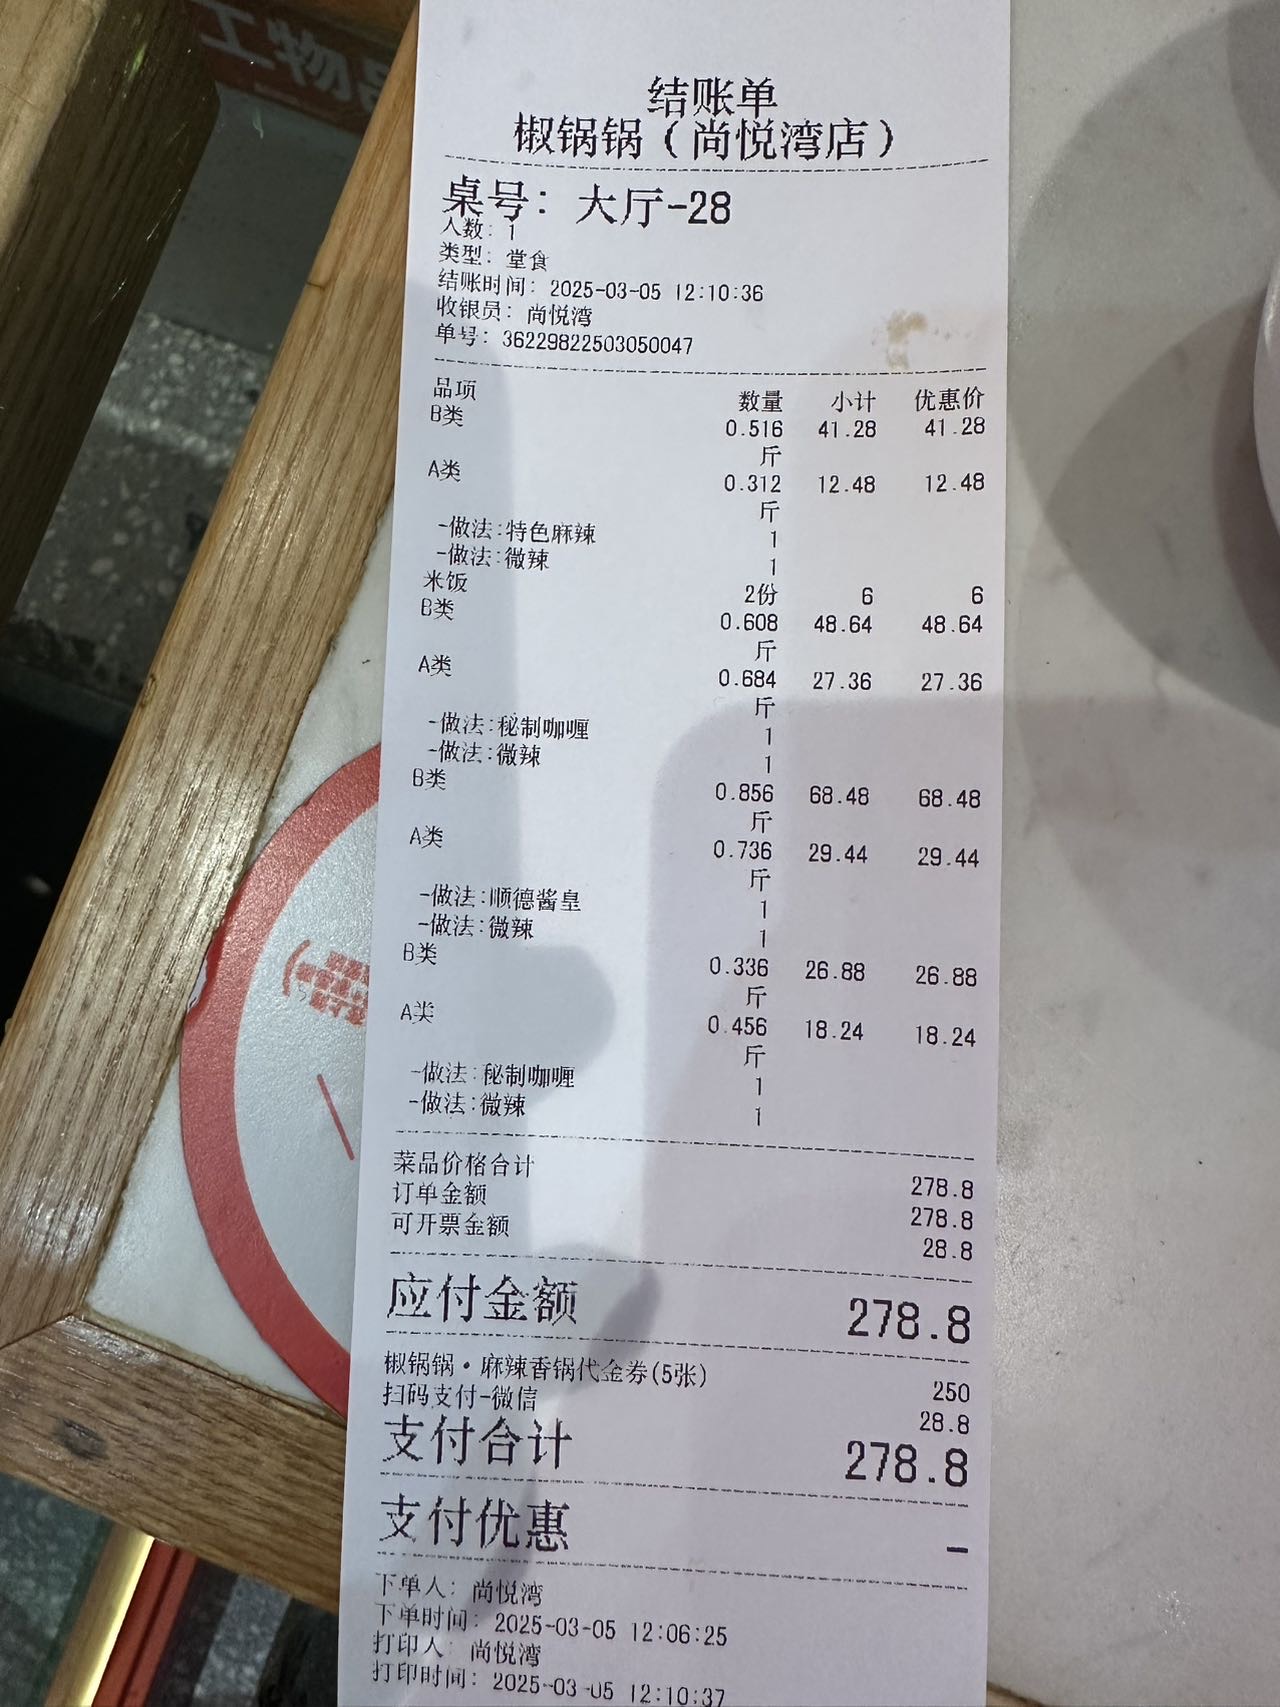 工物品
结账单
椒锅锅（尚悦湾店）
桌号：大厅-28
人数：1
类型：堂食
结账时间：2025-03-05 12:10:36
收银员：尚悦湾
单号：36229822503050047
品项 数量 小计 优惠价
B类 0.516 41.28 41.28
斤
A类 0.312 12.48 12.48
斤
-做法:特色麻辣 1
-做法:微辣 1
米饭 2份 6 6
B类 0.608 48.64 48.64
斤
A类 0.684 27.36 27.36
斤
-做法:秘制咖喱 1
-做法:微辣 1
B类 0.856 68.48 68.48
斤
A类 0.736 29.44 29.44
斤
-做法:顺德酱皇 1
-做法:微辣 1
B类 0.336 26.88 26.88
斤
A类 0.456 18.24 18.24
斤
-做法:秘制咖喱 1
-做法:微辣 1
菜品价格合计 278.8
订单金额 278.8
可开票金额 28.8
应付金额 278.8
椒锅锅·麻辣香锅代金券(5张) 250
扫码支付-微信 28.8
支付合计 278.8
支付优惠 -
下单人：尚悦湾
下单时间：2025-03-05 12:06:25
打印人：尚悦湾
打印时间：2025-03-05 12:10:37